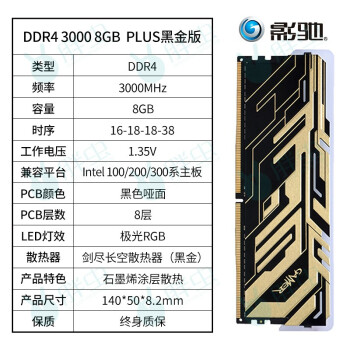 DDR4 3000 8GB PLUS黑金版
影驰
类型 DDR4
频率 3000MHz
容量 8GB
时序 16-18-18-38
工作电压 1.35V
兼容平台 Intel 100/200/300系主板
PCB颜色 黑色哑面
PCB层数 8层
LED灯效 极光RGB
散热器 剑尽长空散热器（黑金）
产品特色 石墨烯涂层散热
产品尺寸 140*50*8.2mm
保质 终身质保
GAMER